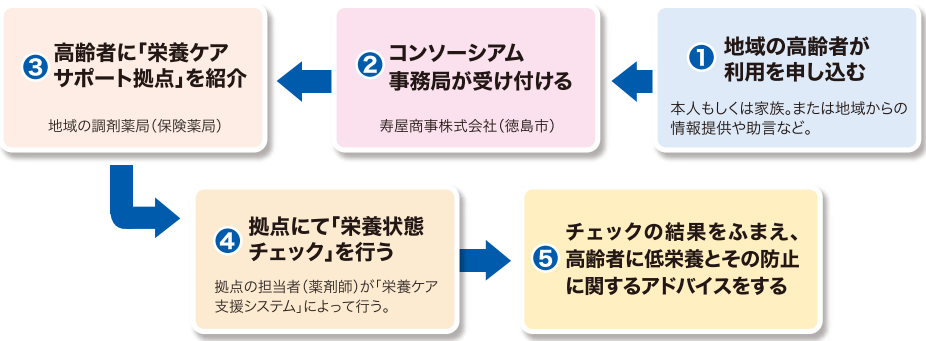 ❶ 地域の高齢者が
利用を申し込む
本人もしくは家族。または地域からの
情報提供や助言など。
❷ コンソーシアム
事務局が受け付ける
寿屋商事株式会社（徳島市）
❸ 高齢者に「栄養ケア
サポート拠点」を紹介
地域の調剤薬局（保険薬局）
❹ 拠点にて「栄養状態
チェック」を行う
拠点の担当者（薬剤師）が「栄養ケア
支援システム」によって行う。
❺ チェックの結果をふまえ、
高齢者に低栄養とその防止
に関するアドバイスをする